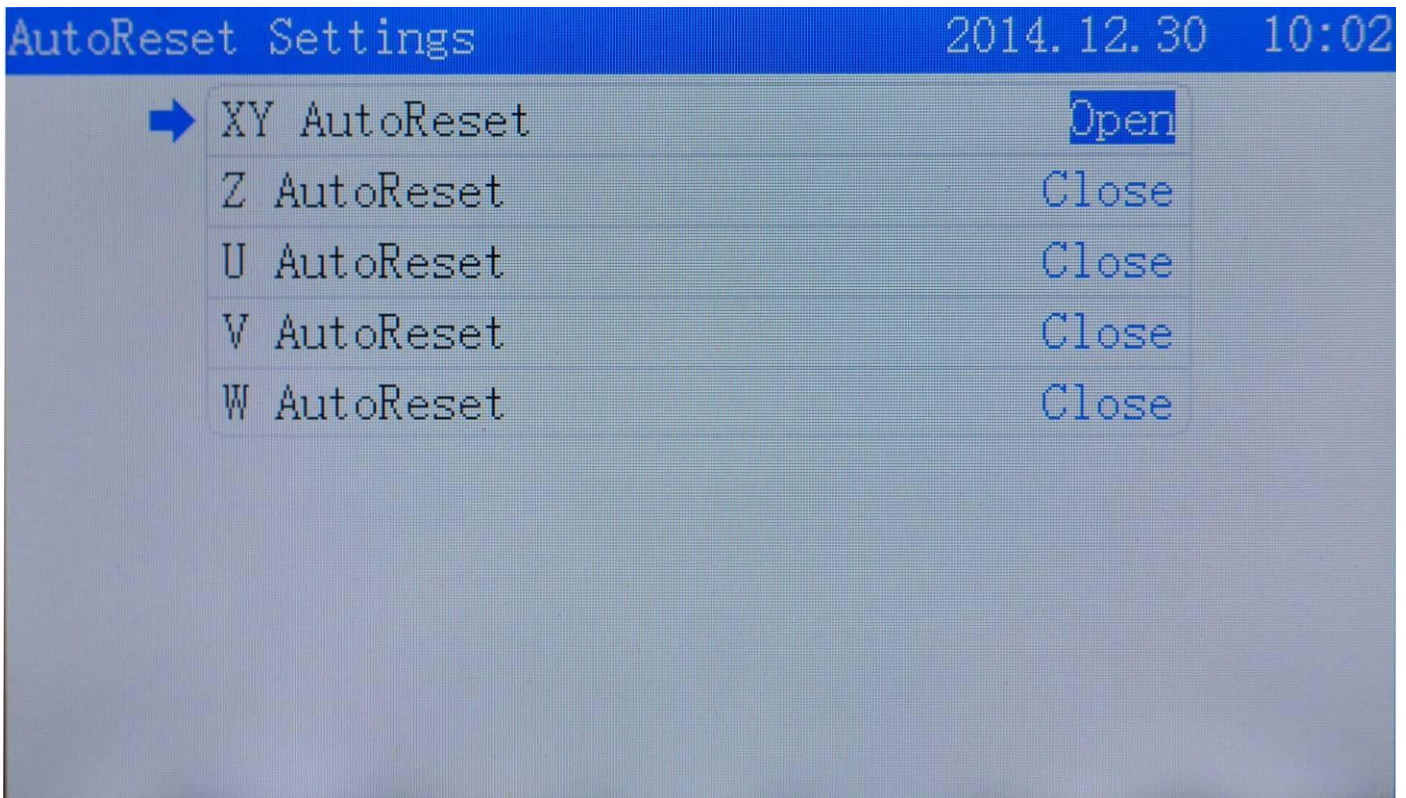 AutoReset Settings 2014.12.30 10:02
XY AutoReset Open
Z AutoReset Close
U AutoReset Close
V AutoReset Close
W AutoReset Close